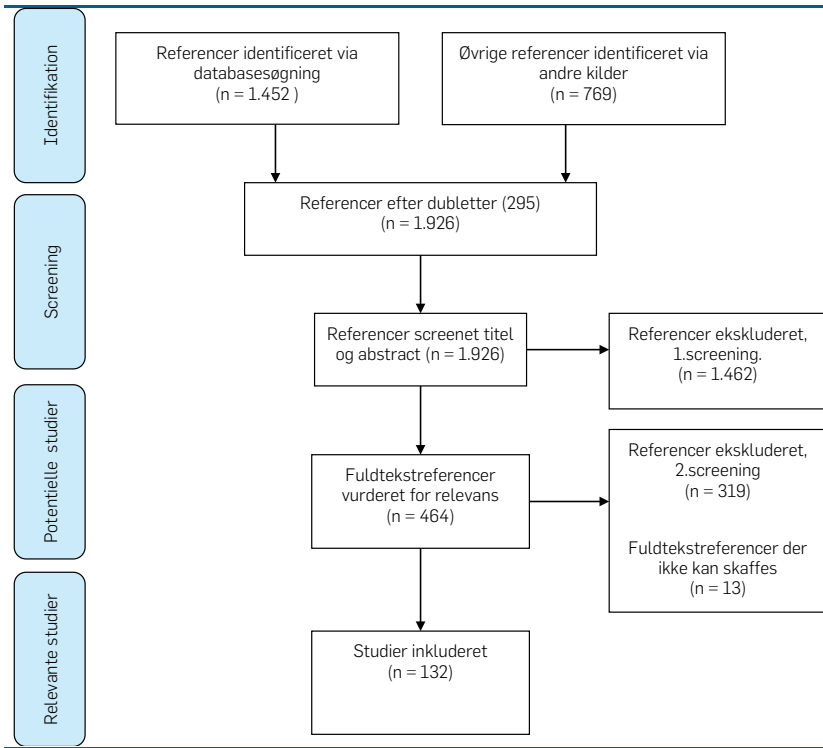 Identifikation
Referencer identificeret via
databasesøgning
(n = 1.452 )
Øvrige referencer identificeret via
andre kilder
(n = 769)
Screening
Referencer efter dubletter (295)
(n = 1.926)
Referencer screenet titel
og abstract (n = 1.926)
Referencer ekskluderet,
1.screening.
(n = 1.462)
Potentielle studier
Fuldtekstreferencer
vurderet for relevans
(n = 464)
Referencer ekskluderet,
2.screening
(n = 319)
Fuldtekstreferencer der
ikke kan skaffes
(n = 13)
Relevante studier
Studier inkluderet
(n = 132)